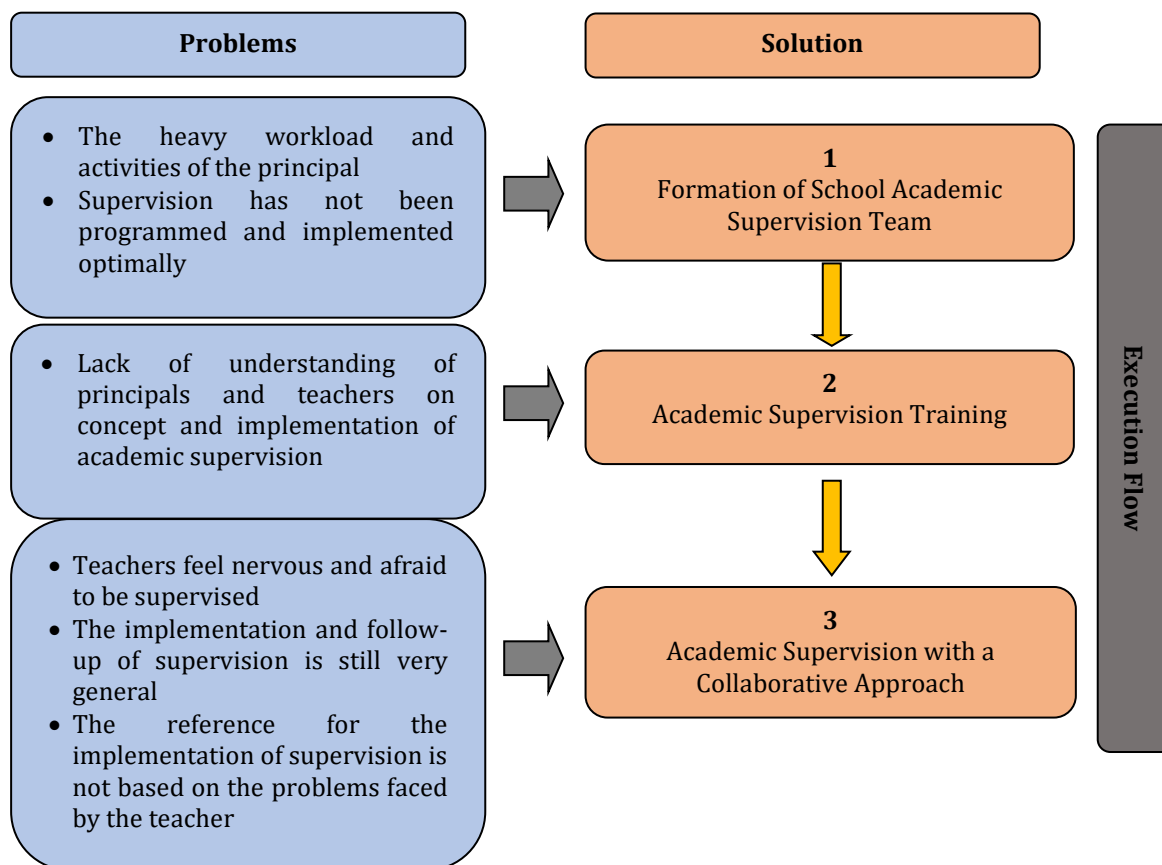 Problems
Solution
• The heavy workload and
activities of the principal
• Supervision has not been
programmed and implemented
optimally
1
Formation of School Academic
Supervision Team
• Lack of understanding of
principals and teachers on
concept and implementation of
academic supervision
2
Academic Supervision Training
• Teachers feel nervous and afraid
to be supervised
• The implementation and follow-
up of supervision is still very
general
• The reference for the
implementation of supervision is
not based on the problems faced
by the teacher
3
Academic Supervision with a
Collaborative Approach
Execution Flow